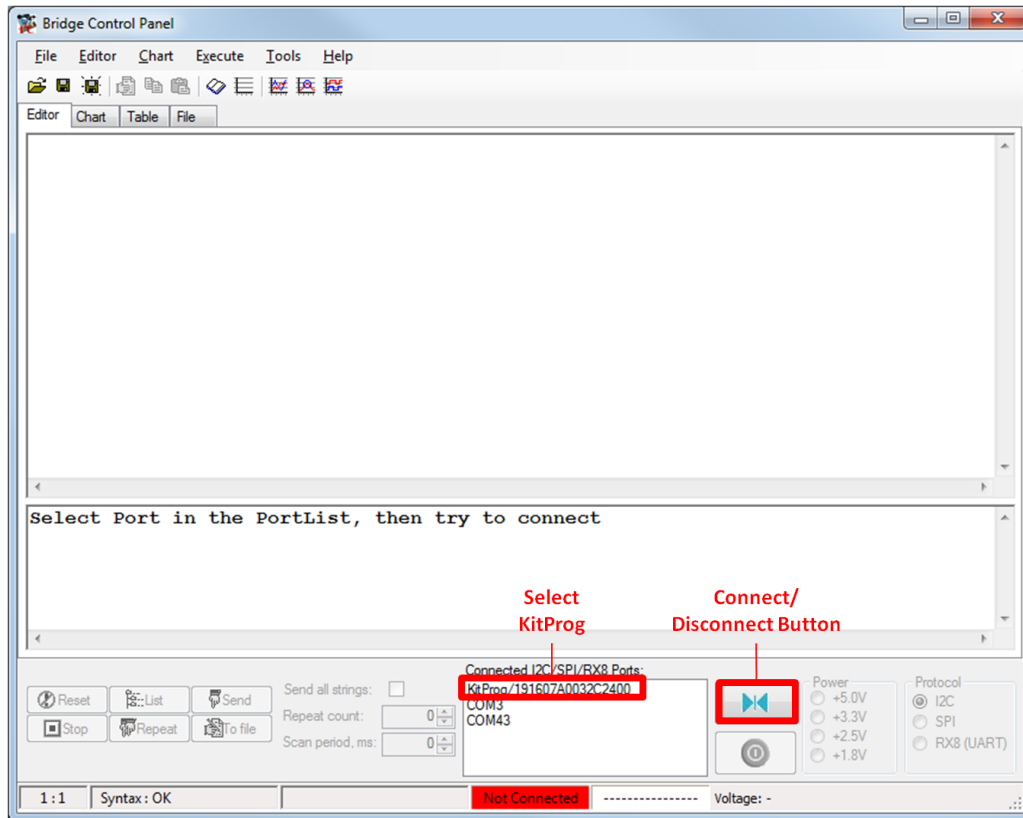 Bridge Control Panel
File Editor Chart Execute Tools Help
Editor Chart Table File
Select Port in the PortList, then try to connect
Select
KitProg
Connect/
Disconnect Button
Connected I2C/SPI/RX8 Ports:
KitProg/191607A0032C2400
COM3
COM43
Reset List Send
Stop Repeat To file
Send all strings:
Repeat count: 0
Scan period, ms: 0
Power
+5.0V
+3.3V
+2.5V
+1.8V
Protocol
I2C
SPI
RX8 (UART)
1:1 Syntax : OK Not Connected ---------------- Voltage: -